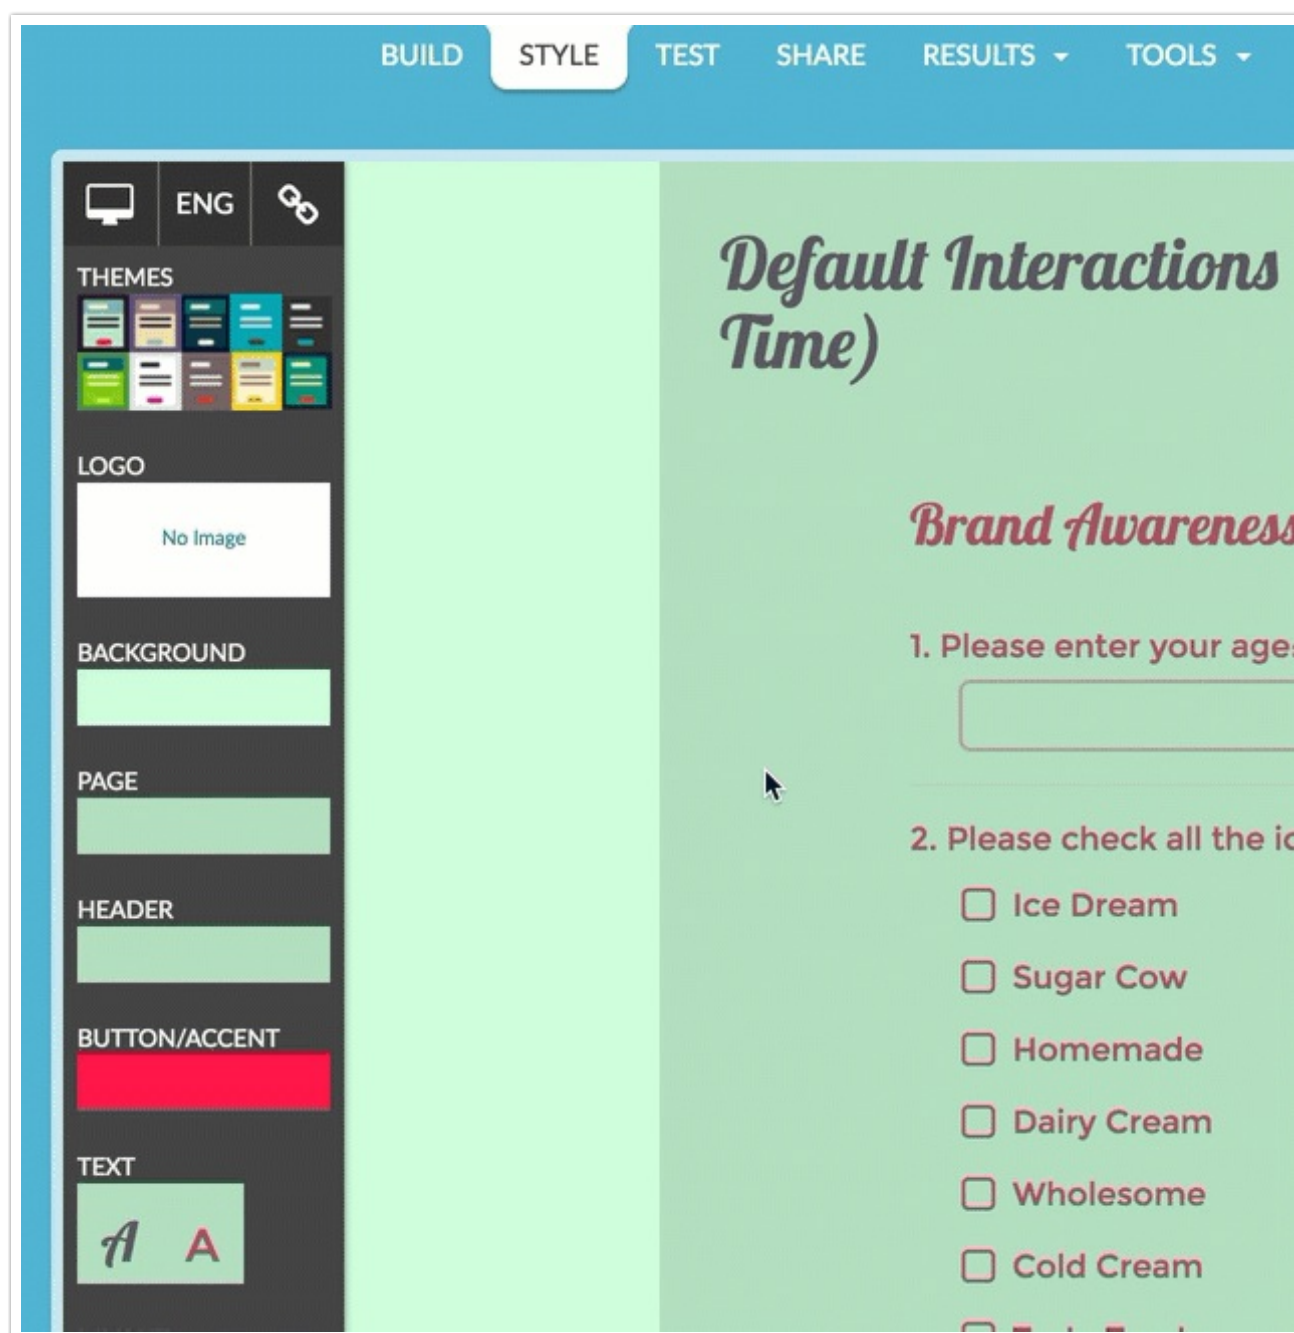 BUILD STYLE TEST SHARE RESULTS TOOLS
ENG
THEMES
LOGO
No Image
BACKGROUND
PAGE
HEADER
BUTTON/ACCENT
TEXT
A A
Default Interactions
Time)
Brand Awareness
1. Please enter your age
2. Please check all the
Ice Dream
Sugar Cow
Homemade
Dairy Cream
Wholesome
Cold Cream